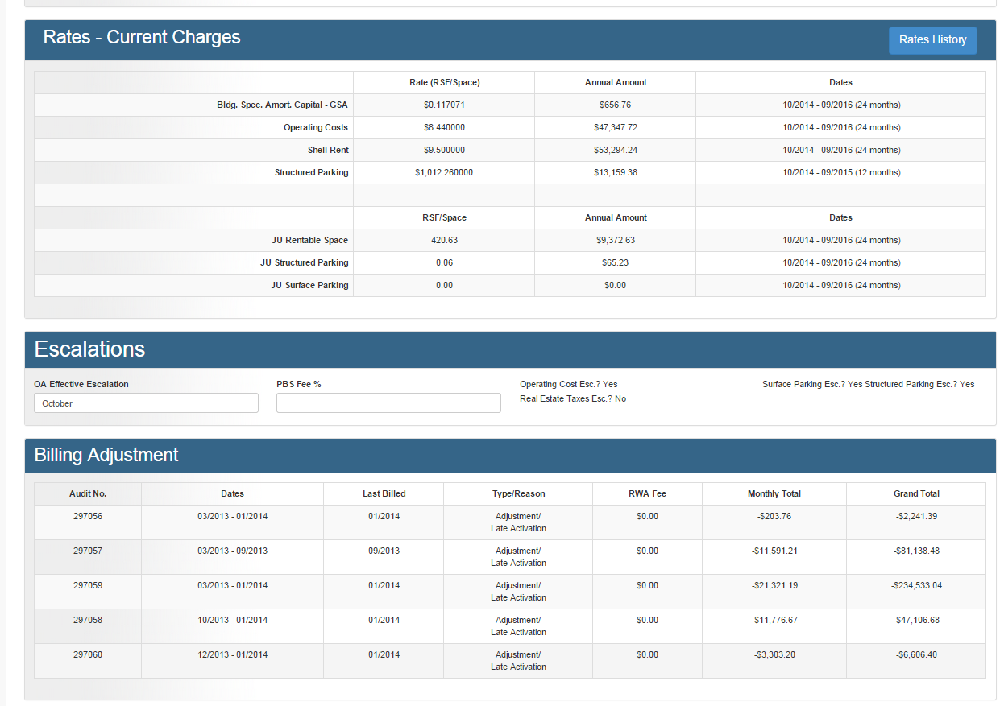 Rates - Current Charges
Rates History
Rate (RSF/Space) Annual Amount Dates
Bldg. Spec. Amort. Capital - GSA $0.117071 $656.76 10/2014 - 09/2016 (24 months)
Operating Costs $8.440000 $47,347.72 10/2014 - 09/2016 (24 months)
Shell Rent $9.500000 $53,294.24 10/2014 - 09/2016 (24 months)
Structured Parking $1,012.260000 $13,159.38 10/2014 - 09/2015 (12 months)
RSF/Space Annual Amount Dates
JU Rentable Space 420.63 $9,372.63 10/2014 - 09/2016 (24 months)
JU Structured Parking 0.06 $65.23 10/2014 - 09/2016 (24 months)
JU Surface Parking 0.00 $0.00 10/2014 - 09/2016 (24 months)
Escalations
OA Effective Escalation PBS Fee % Operating Cost Esc.? Yes Surface Parking Esc.? Yes Structured Parking Esc.? Yes
October Real Estate Taxes Esc.? No
Billing Adjustment
Audit No. Dates Last Billed Type/Reason RWA Fee Monthly Total Grand Total
297056 03/2013 - 01/2014 01/2014 Adjustment/ $0.00 -$203.76 -$2,241.39
Late Activation
297057 03/2013 - 09/2013 09/2013 Adjustment/ $0.00 -$11,591.21 -$81,138.48
Late Activation
297059 03/2013 - 01/2014 01/2014 Adjustment/ $0.00 -$21,321.19 -$234,533.04
Late Activation
297058 10/2013 - 01/2014 01/2014 Adjustment/ $0.00 -$11,776.67 -$47,106.68
Late Activation
297060 12/2013 - 01/2014 01/2014 Adjustment/ $0.00 -$3,303.20 -$6,606.40
Late Activation